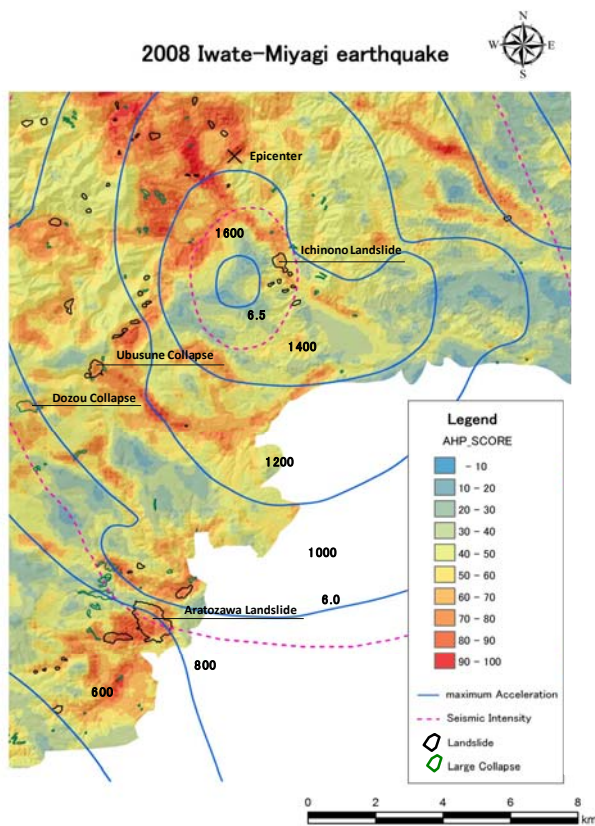 2008 Iwate-Miyagi earthquake
N
W
E
S
Epicenter
1600
Ichinono Landslide
6.5
1400
Ubusune Collapse
Dozou Collapse
1200
1000
6.0
Aratozawa Landslide
800
600
Legend
AHP_SCORE
- 10
10 - 20
20 - 30
30 - 40
40 - 50
50 - 60
60 - 70
70 - 80
80 - 90
90 - 100
maximum Acceleration
Seismic Intensity
Landslide
Large Collapse
0 2 4 6 8
km